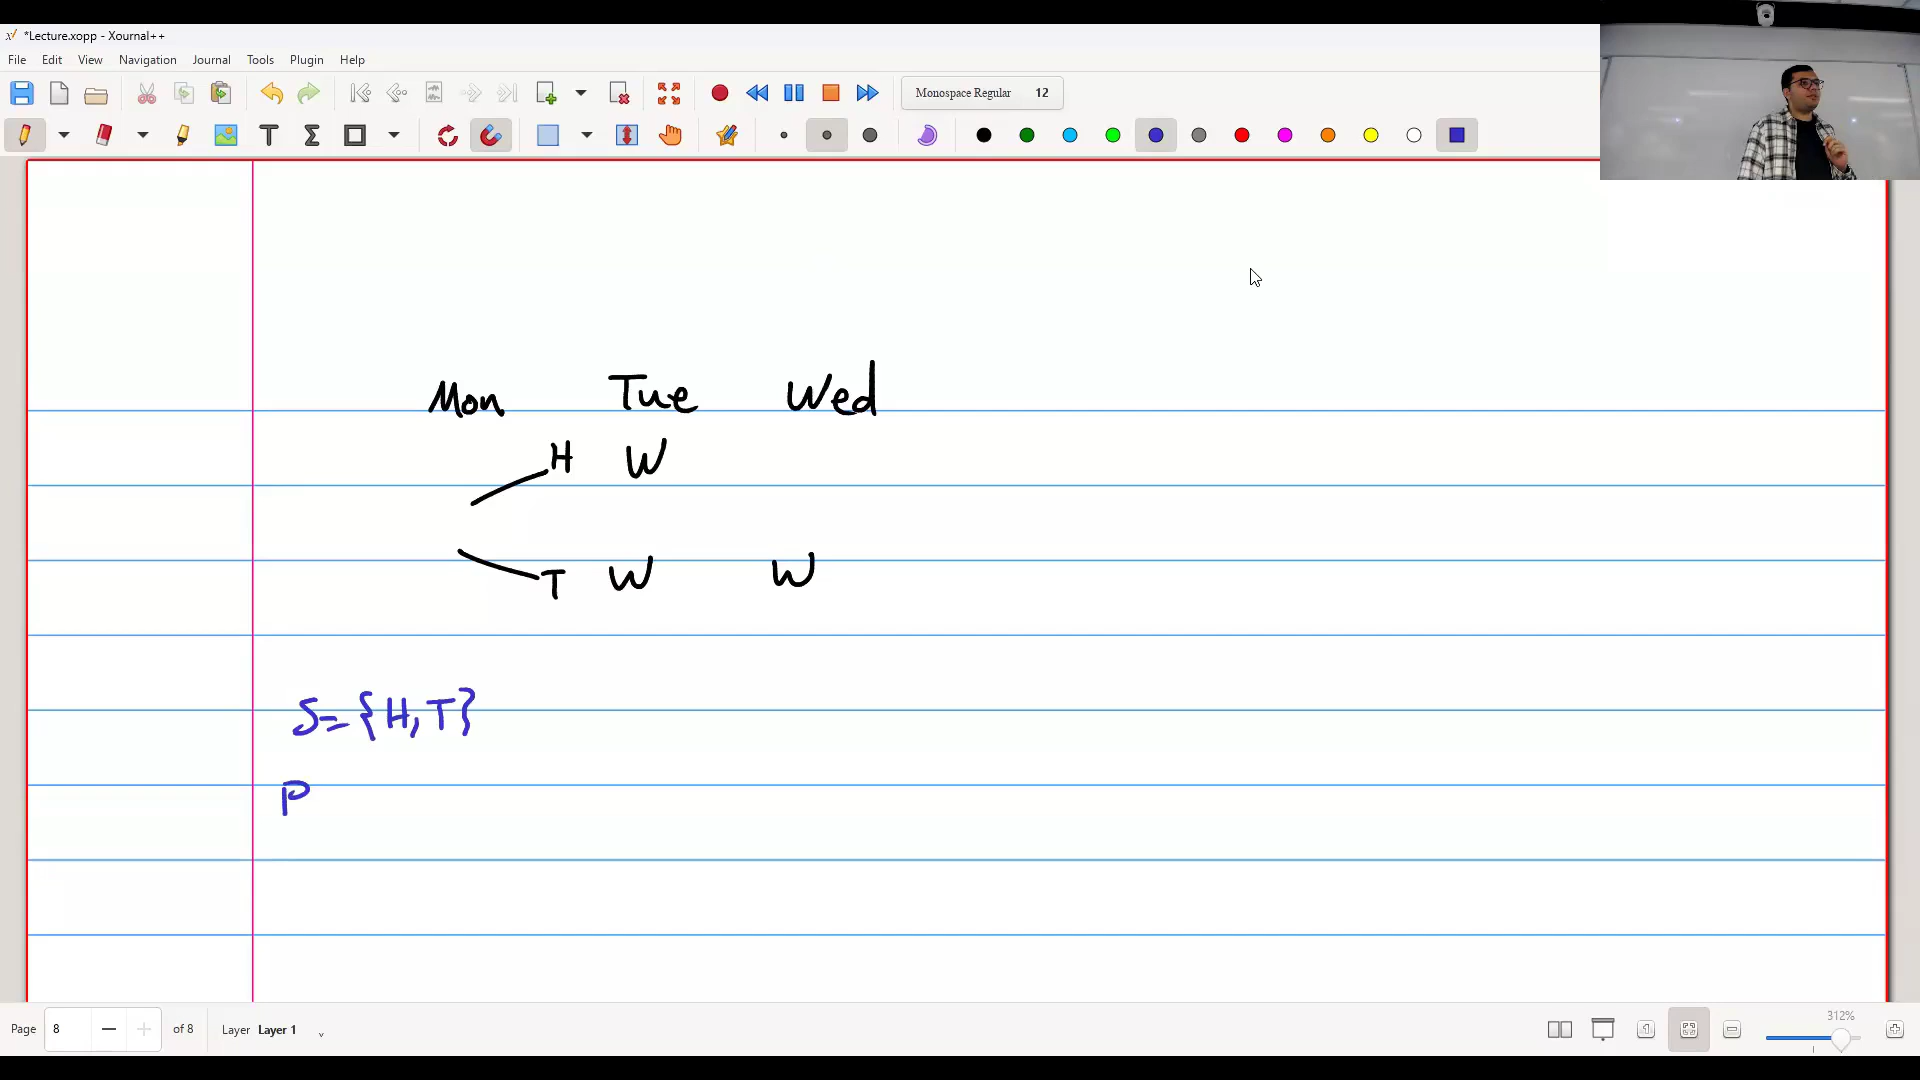 *Lecture.xopp - Xournal++
File Edit View Navigation Journal Tools Plugin Help
Monospace Regular 12
Mon Tue Wed
H W
T W W
S={H,T}
P
Page 8 of 8 Layer Layer 1 312%